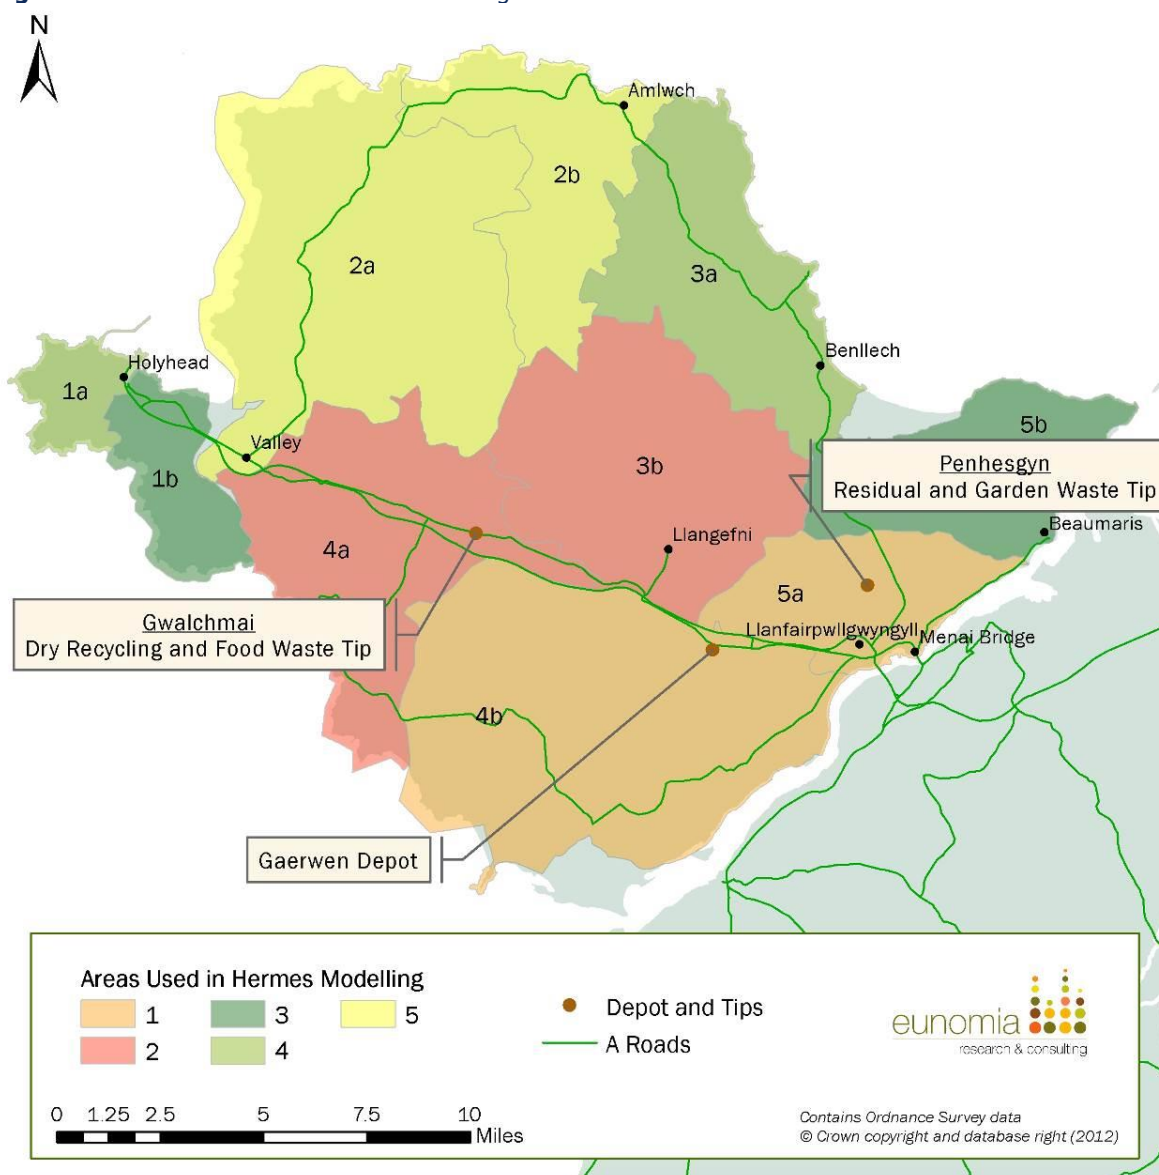 N
Amlwch
2b
2a
3a
Holyhead
Benllech
1a
5b
Valley
1b
3b
Penhesgyn
Residual and Garden Waste Tip
Beaumaris
4a
Llangefni
5a
Gwalchmai
Dry Recycling and Food Waste Tip
Llanfairpwllgwyngyll
Menai Bridge
4b
Gaerwen Depot
Areas Used in Hermes Modelling
1
3
5
2
4
Depot and Tips
A Roads
eunomia
research & consulting
0 1.25 2.5 5 7.5 10
Miles
Contains Ordnance Survey data
© Crown copyright and database right (2012)